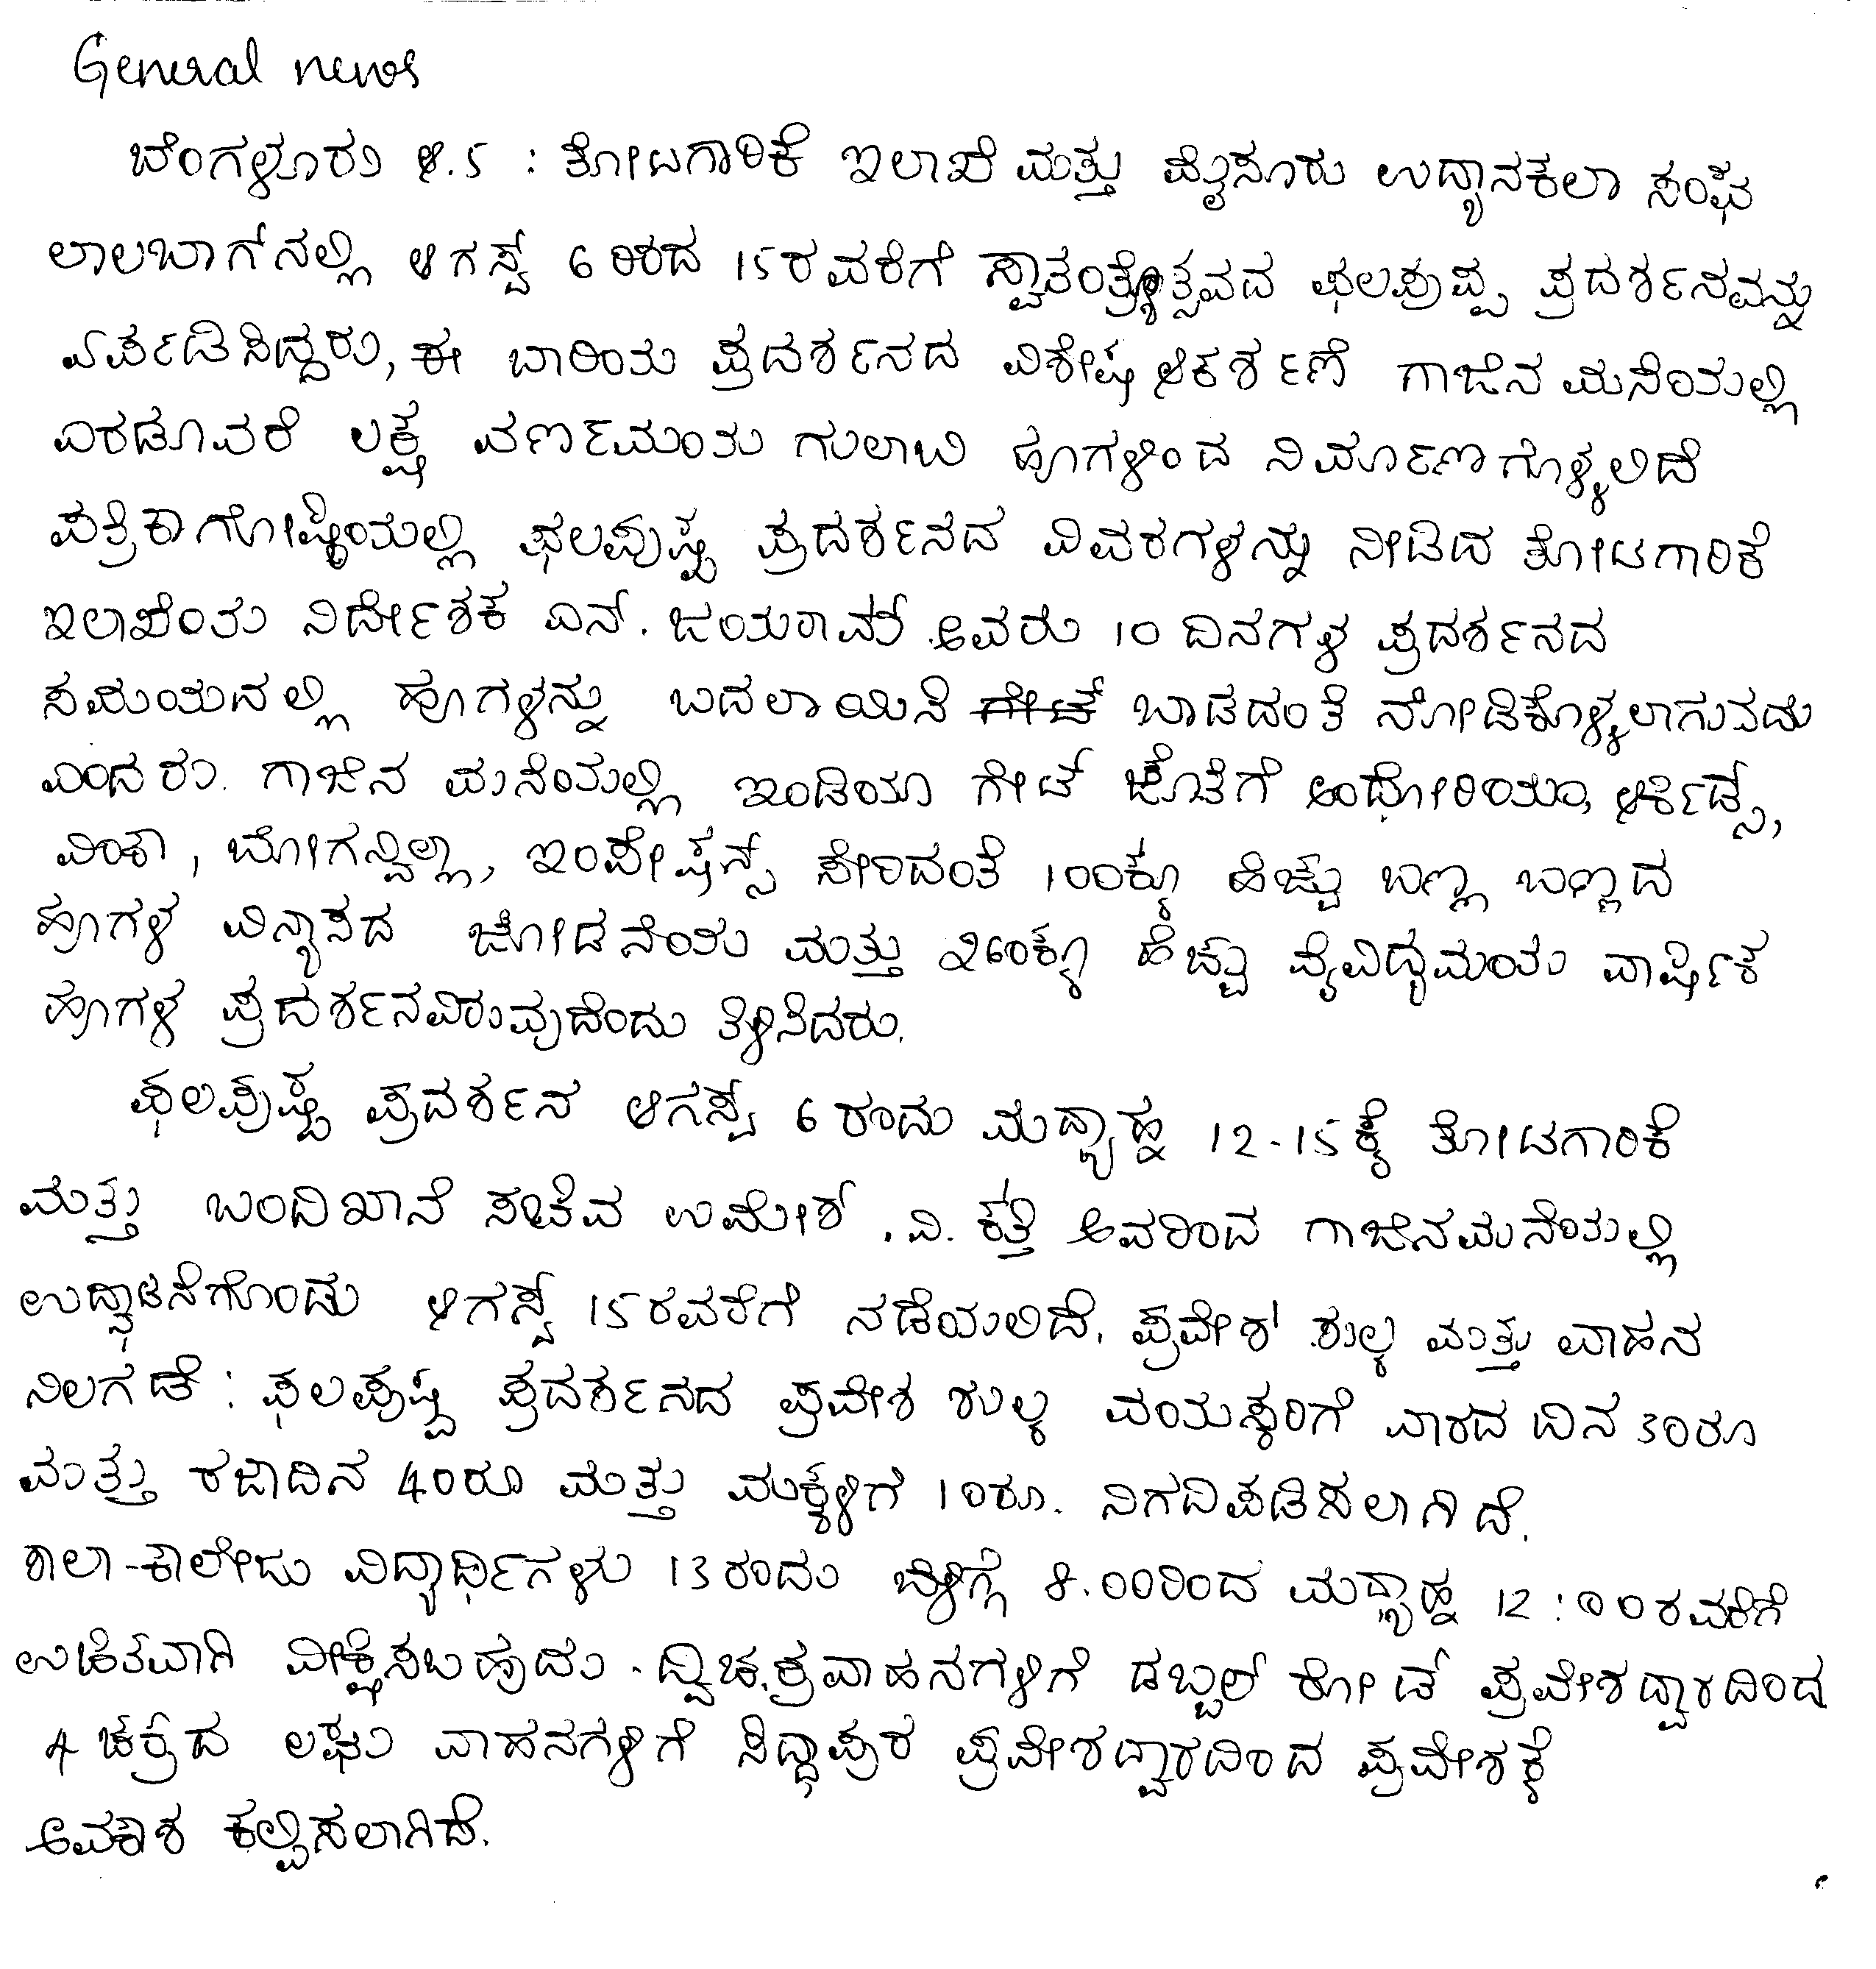 General news
ಬೆಂಗಳೂರು ಆ.5 : ತೋಟಗಾರಿಕೆ ಇಲಾಖೆ ಮತ್ತು ಮೈಸೂರು ಉದ್ಯಾನಕಲಾ ಸಂಘ
ಲಾಲಬಾಗ್‌ನಲ್ಲಿ ಆಗಸ್ಟ್ 6 ರಿಂದ 15ರವರೆಗೆ ಸ್ವಾತಂತ್ರ್ಯೋತ್ಸವದ ಫಲಪುಷ್ಪ ಪ್ರದರ್ಶನವನ್ನು
ಏರ್ಪಡಿಸಿದ್ದರು, ಈ ಬಾರಿಯ ಪ್ರದರ್ಶನದ ವಿಶೇಷ ಆಕರ್ಶಣೆ ಗಾಜಿನ ಮನೆಯಲ್ಲಿ
ಎರಡೂವರೆ ಲಕ್ಷ ವರ್ಣಮಯ ಗುಲಾಬಿ ಹೂಗಳಿಂದ ನಿರ್ಮಾಣಗೊಳ್ಳಲಿದೆ
ಪತ್ರಿಕಾಗೋಷ್ಠಿಯಲ್ಲಿ ಫಲಪುಷ್ಪ ಪ್ರದರ್ಶನದ ವಿವರಗಳನ್ನು ನೀಡಿದ ತೋಟಗಾರಿಕೆ
ಇಲಾಖೆಯ ನಿರ್ದೇಶಕ ಎನ್. ಜಯರಾಮ್ ಅವರು 10 ದಿನಗಳ ಪ್ರದರ್ಶನದ
ಸಮಯದಲ್ಲಿ ಹೂಗಳನ್ನು ಬದಲಾಯಿಸಿ ಬಾಡದಂತೆ ನೋಡಿಕೊಳ್ಳಲಾಗುವದು
ಎಂದರು. ಗಾಜಿನ ಮನೆಯಲ್ಲಿ ಇಂಡಿಯಾ ಗೇಟ್ ಜೊತೆಗೆ ಅಂಥೋರಿಯಂ, ಆರ್ಕಿಡ್ಸ್,
ವಿಂಕಾ, ಬೋಗನ್ವಿಲ್ಲಾ, ಇಂಪೇಷನ್ಸ್ ಸೇರಿದಂತೆ 100ಕ್ಕೂ ಹೆಚ್ಚು ಬಣ್ಣ ಬಣ್ಣದ
ಹೂಗಳ ವಿನ್ಯಾಸದ ಜೋಡನೆಯು ಮತ್ತು 260ಕ್ಕೂ ಹೆಚ್ಚು ವೈವಿದ್ಯಮಯ ವಾರ್ಷಿಕ
ಹೂಗಳ ಪ್ರದರ್ಶನವಿರುವುದೆಂದು ತಿಳಿಸಿದರು.
ಫಲಪುಷ್ಪ ಪ್ರದರ್ಶನ ಆಗಸ್ಟ್ 6 ರಂದು ಮಧ್ಯಾಹ್ನ 12-15ಕ್ಕೆ ತೋಟಗಾರಿಕೆ
ಮತ್ತು ಬಂದಿಖಾನೆ ಸಚಿವ ಉಮೇಶ್ .ವಿ. ಕತ್ತಿ ಅವರಿಂದ ಗಾಜಿನಮನೆಯಲ್ಲಿ
ಉದ್ಘಾಟನೆಗೊಂಡು ಆಗಸ್ಟ್ 15ರವರೆಗೆ ನಡೆಯಲಿದೆ. ಪ್ರವೇಶ ಶುಲ್ಕ ಮತ್ತು ವಾಹನ
ನಿಲಗಡೆ : ಫಲಪುಷ್ಪ ಪ್ರದರ್ಶನದ ಪ್ರವೇಶ ಶುಲ್ಕ ವಯಸ್ಕರಿಗೆ ವಾರದ ದಿನ 30ರೂ
ಮತ್ತು ರಜಾದಿನ 40ರೂ ಮತ್ತು ಮಕ್ಕಳಿಗೆ 10ರೂ. ನಿಗದಿಪಡಿಸಲಾಗಿದೆ.
ಶಾಲಾ-ಕಾಲೇಜು ವಿದ್ಯಾರ್ಥಿಗಳು 13ರಂದು ಬೆಳಿಗ್ಗೆ 8.00ರಿಂದ ಮಧ್ಯಾಹ್ನ 12:00ರವರೆಗೆ
ಉಚಿತವಾಗಿ ವೀಕ್ಷಿಸಬಹುದು. ದ್ವಿಚಕ್ರವಾಹನಗಳಿಗೆ ಡಬ್ಬಲ್ ರೋಡ್ ಪ್ರವೇಶದ್ವಾರದಿಂದ
4 ಚಕ್ರದ ಲಘು ವಾಹನಗಳಿಗೆ ಸಿದ್ಧಾಪುರ ಪ್ರವೇಶದ್ವಾರದಿಂದ ಪ್ರವೇಶಕ್ಕೆ
ಅವಕಾಶ ಕಲ್ಪಿಸಲಾಗಿದೆ.